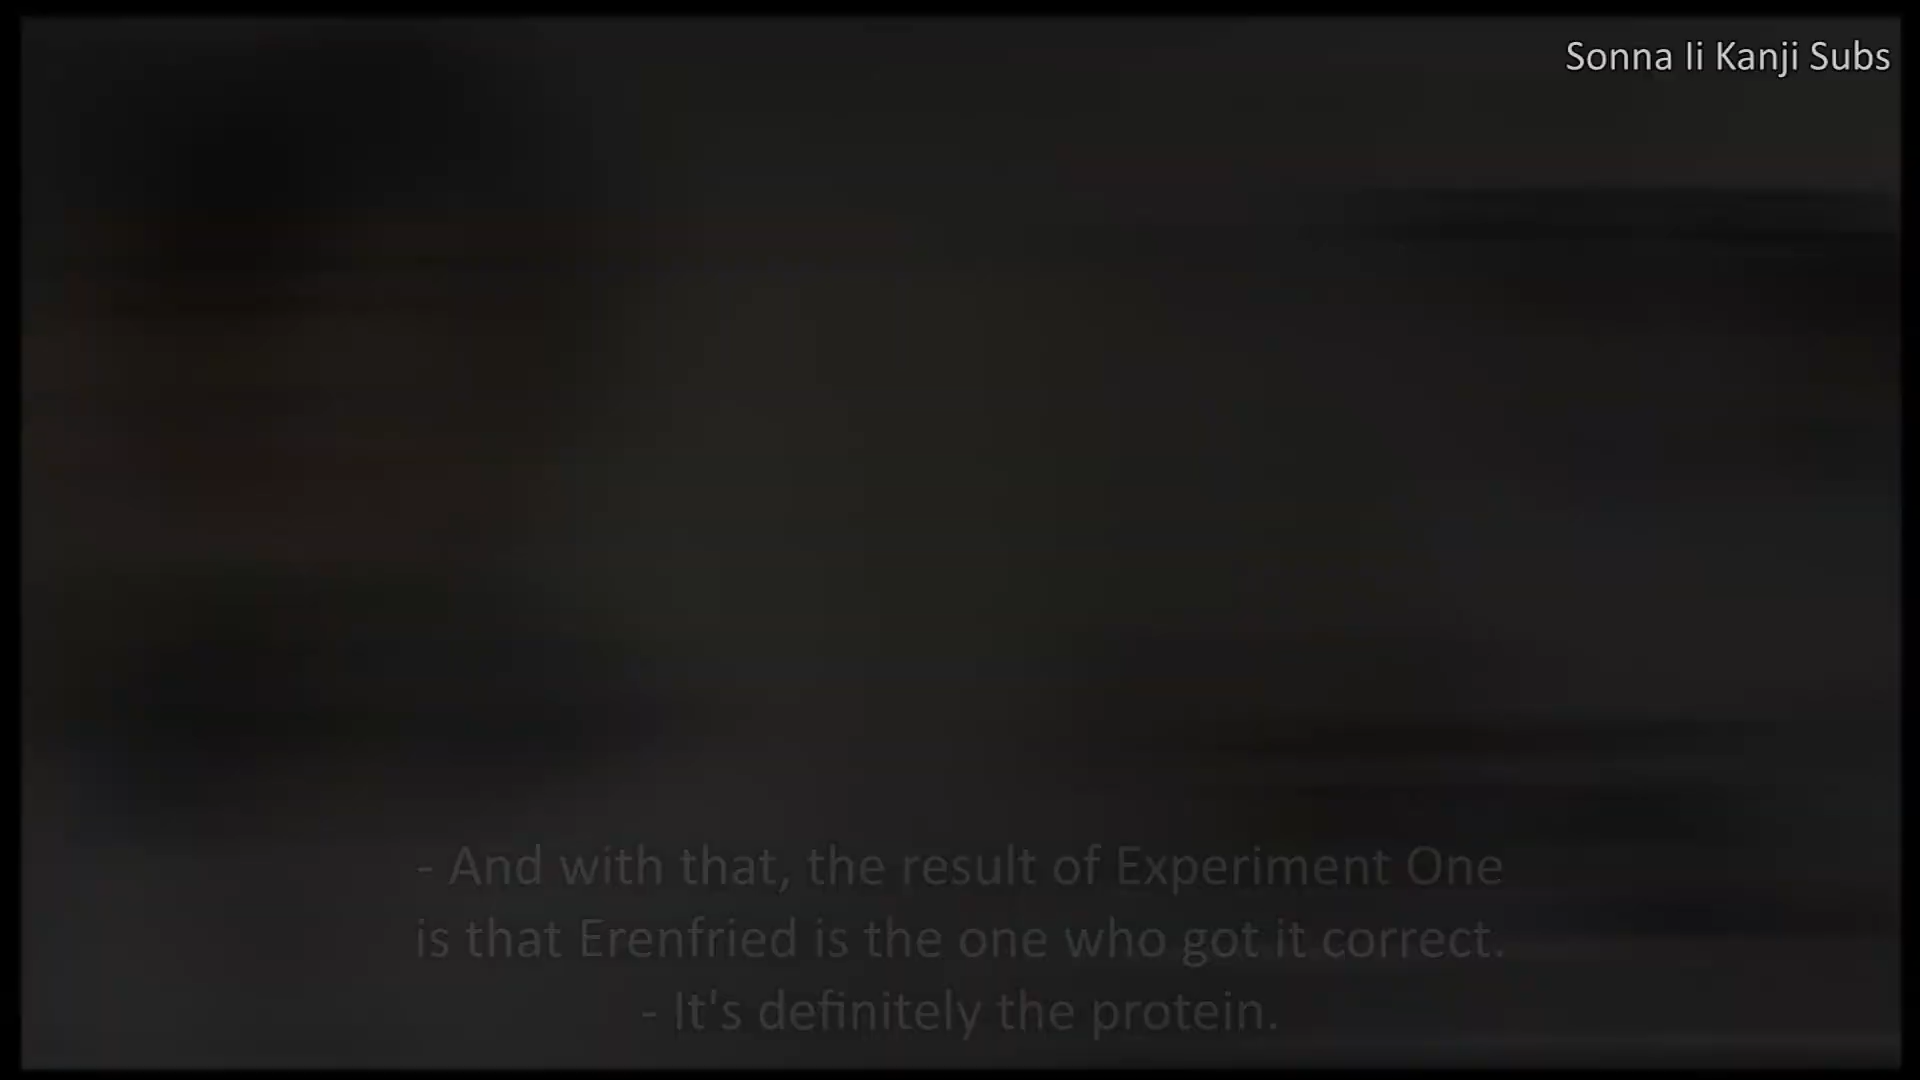 Sonna Ii Kanji Subs
- And with that, the result of Experiment One
is that Erenfried is the one who got it correct.
- It's definitely the protein.